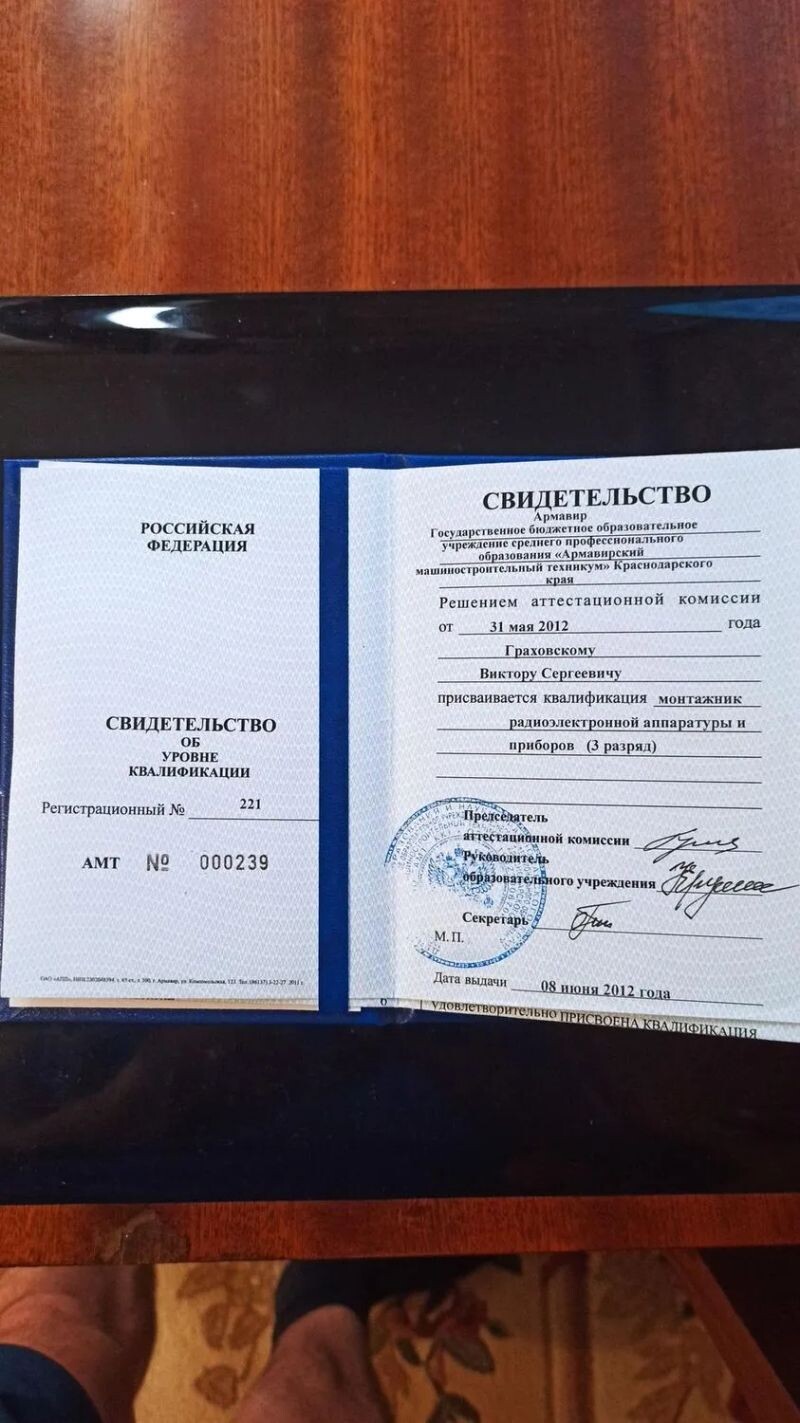 РОССИЙСКАЯ
ФЕДЕРАЦИЯ
СВИДЕТЕЛЬСТВО
ОБ
УРОВНЕ
КВАЛИФИКАЦИИ
Регистрационный № 221
АМТ № 000239
СВИДЕТЕЛЬСТВО
Армавир
Государственное бюджетное образовательное
учреждение среднего профессионального
образования «Армавирский
машиностроительный техникум» Краснодарского
края
Решением аттестационной комиссии
от 31 мая 2012 года
Граховскому
Виктору Сергеевичу
присваивается квалификация монтажник
радиоэлектронной аппаратуры и
приборов (3 разряд)
Председатель
аттестационной комиссии
Руководитель
образовательного учреждения
Секретарь
М.П.
Дата выдачи 08 июня 2012 года
удовлетворительно ПРИСВОЕНА КВАЛИФИКАЦИЯ